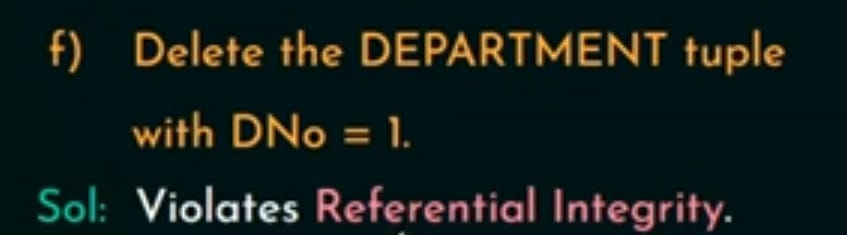 f) Delete the DEPARTMENT tuple
with DNo = 1.
Sol: Violates Referential Integrity.